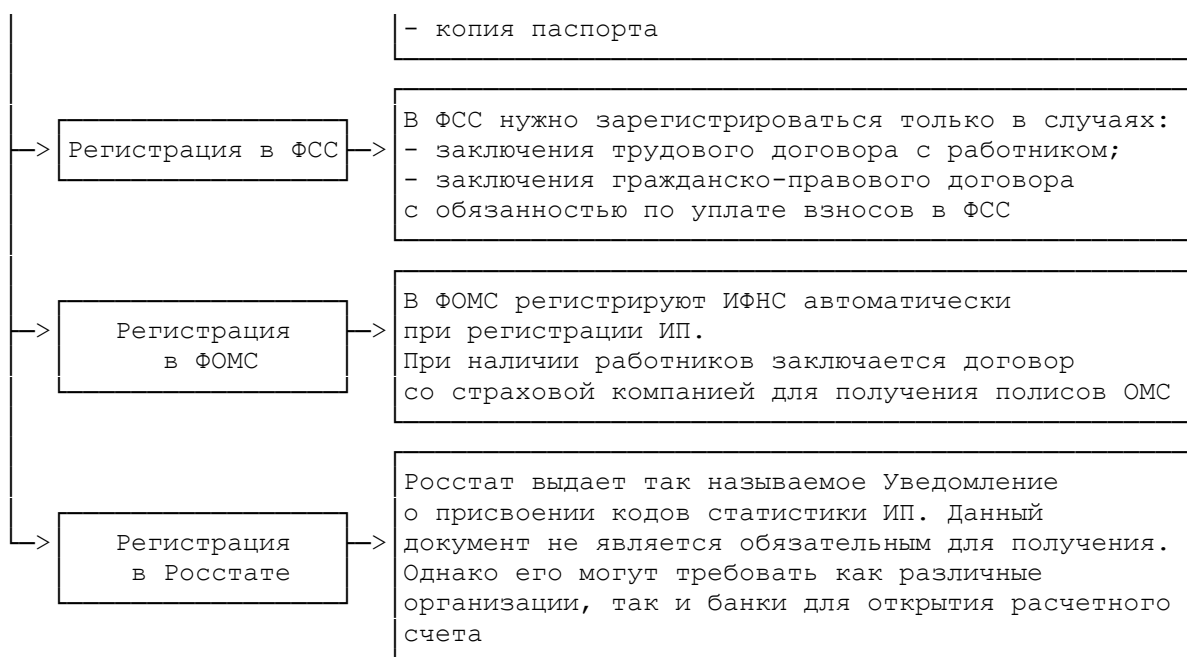 - копия паспорта
Регистрация в ФСС
В ФСС нужно зарегистрироваться только в случаях:
- заключения трудового договора с работником;
- заключения гражданско-правового договора
с обязанностью по уплате взносов в ФСС
Регистрация
в ФОМС
В ФОМС регистрируют ИФНС автоматически
при регистрации ИП.
При наличии работников заключается договор
со страховой компанией для получения полисов ОМС
Регистрация
в Росстате
Росстат выдает так называемое Уведомление
о присвоении кодов статистики ИП. Данный
документ не является обязательным для получения.
Однако его могут требовать как различные
организации, так и банки для открытия расчетного
счета